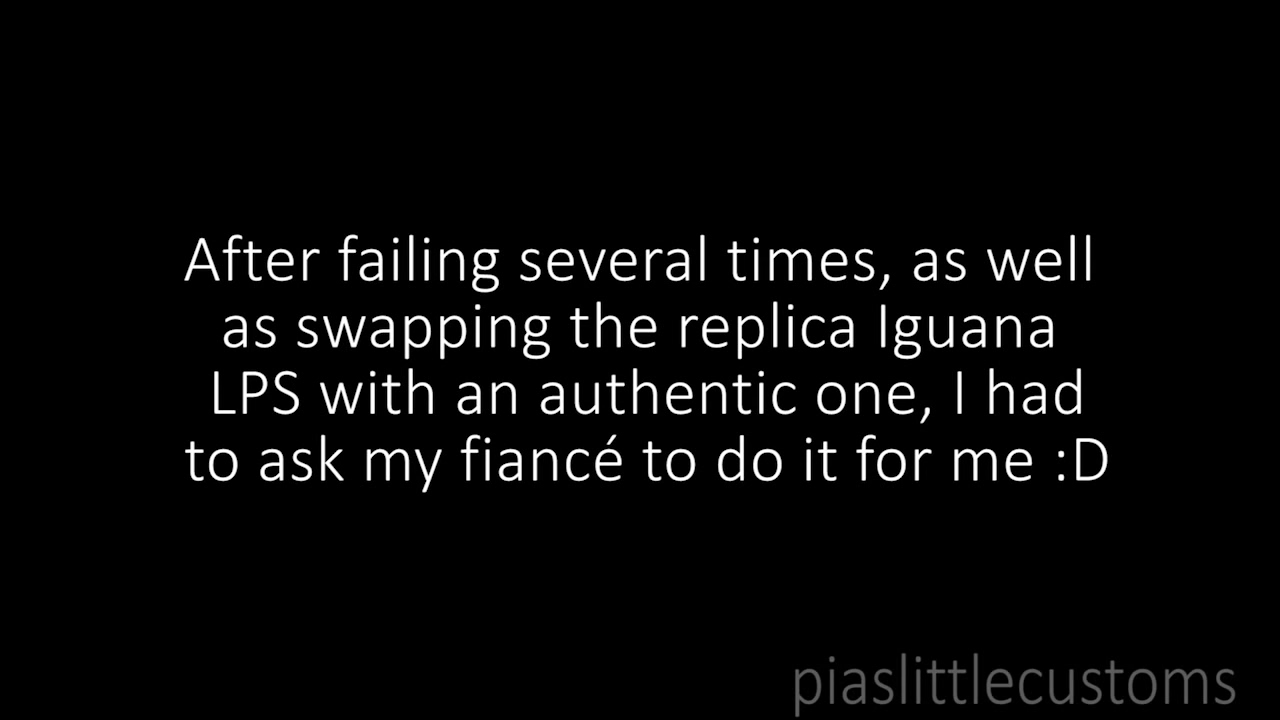 After failing several times, as well
as swapping the replica Iguana
LPS with an authentic one, I had
to ask my fiancé to do it for me :D
piaslittlecustoms